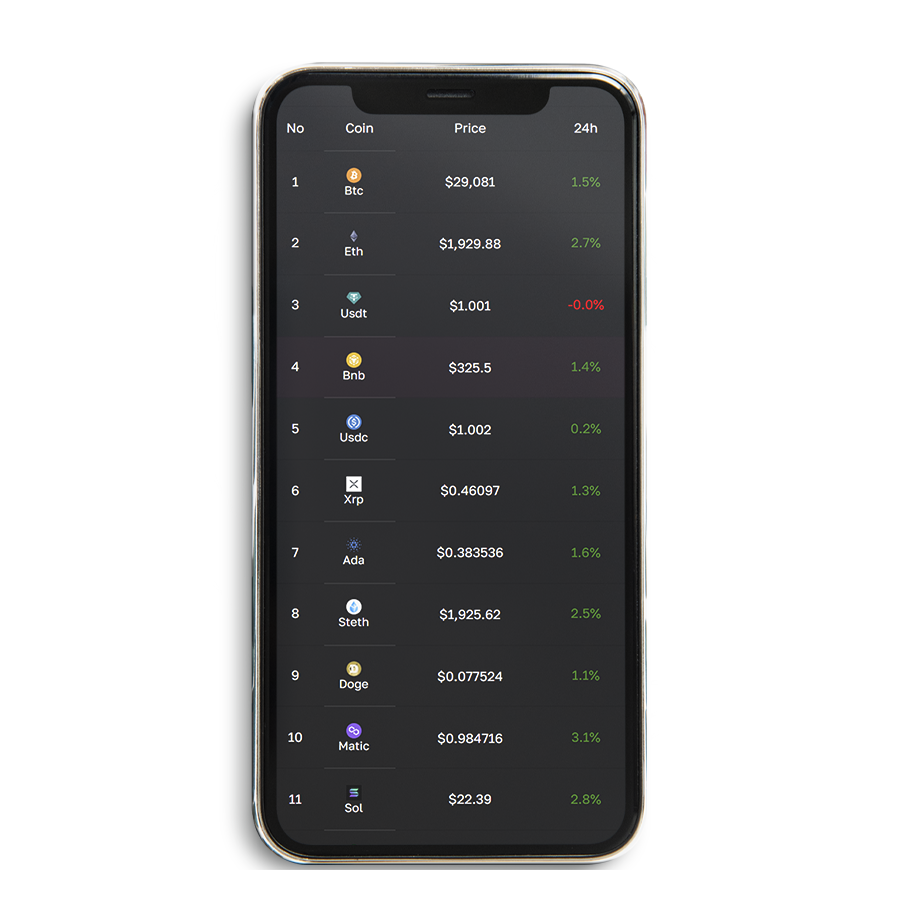 No Coin Price 24h
1 Btc $29,081 1.5%
2 Eth $1,929.88 2.7%
3 Usdt $1.001 -0.0%
4 Bnb $325.5 1.4%
5 Usdc $1.002 0.2%
6 Xrp $0.46097 1.3%
7 Ada $0.383536 1.6%
8 Steth $1,925.62 2.5%
9 Doge $0.077524 1.1%
10 Matic $0.984716 3.1%
11 Sol $22.39 2.8%